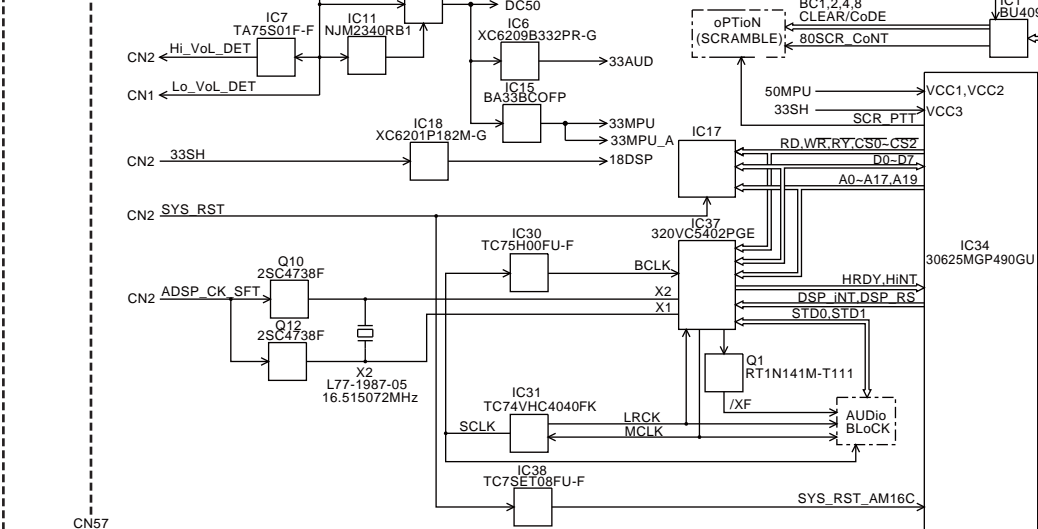 DC50
BC1,2,4,8
CLEAR/CoDE
80SCR_CoNT
oPTioN
(SCRAMBLE)
IC7
TA75S01F-F
IC11
NJM2340RB1
IC6
XC6209B332PR-G
CN2
Hi_VoL_DET
33AUD
CN1
Lo_VoL_DET
IC15
BA33BCOFP
33MPU
33MPU_A
50MPU
VCC1,VCC2
33SH
VCC3
SCR_PTT
IC18
XC6201P182M-G
CN2
33SH
18DSP
IC17
RD,WR,RY,CS0~CS2
D0~D7
A0~A17,A19
CN2
SYS_RST
IC37
320VC5402PGE
IC34
30625MGP490GU
IC30
TC75H00FU-F
BCLK
Q10
2SC4738F
CN2
ADSP_CK_SFT
X2
X1
HRDY,HiNT
DSP_iNT,DSP_RS
STD0,STD1
Q12
2SC4738F
X2
L77-1987-05
16.515072MHz
Q1
RT1N141M-T111
/XF
IC31
TC74VHC4040FK
SCLK
LRCK
MCLK
AUDio
BLoCK
IC38
TC7SET08FU-F
SYS_RST_AM16C
CN57